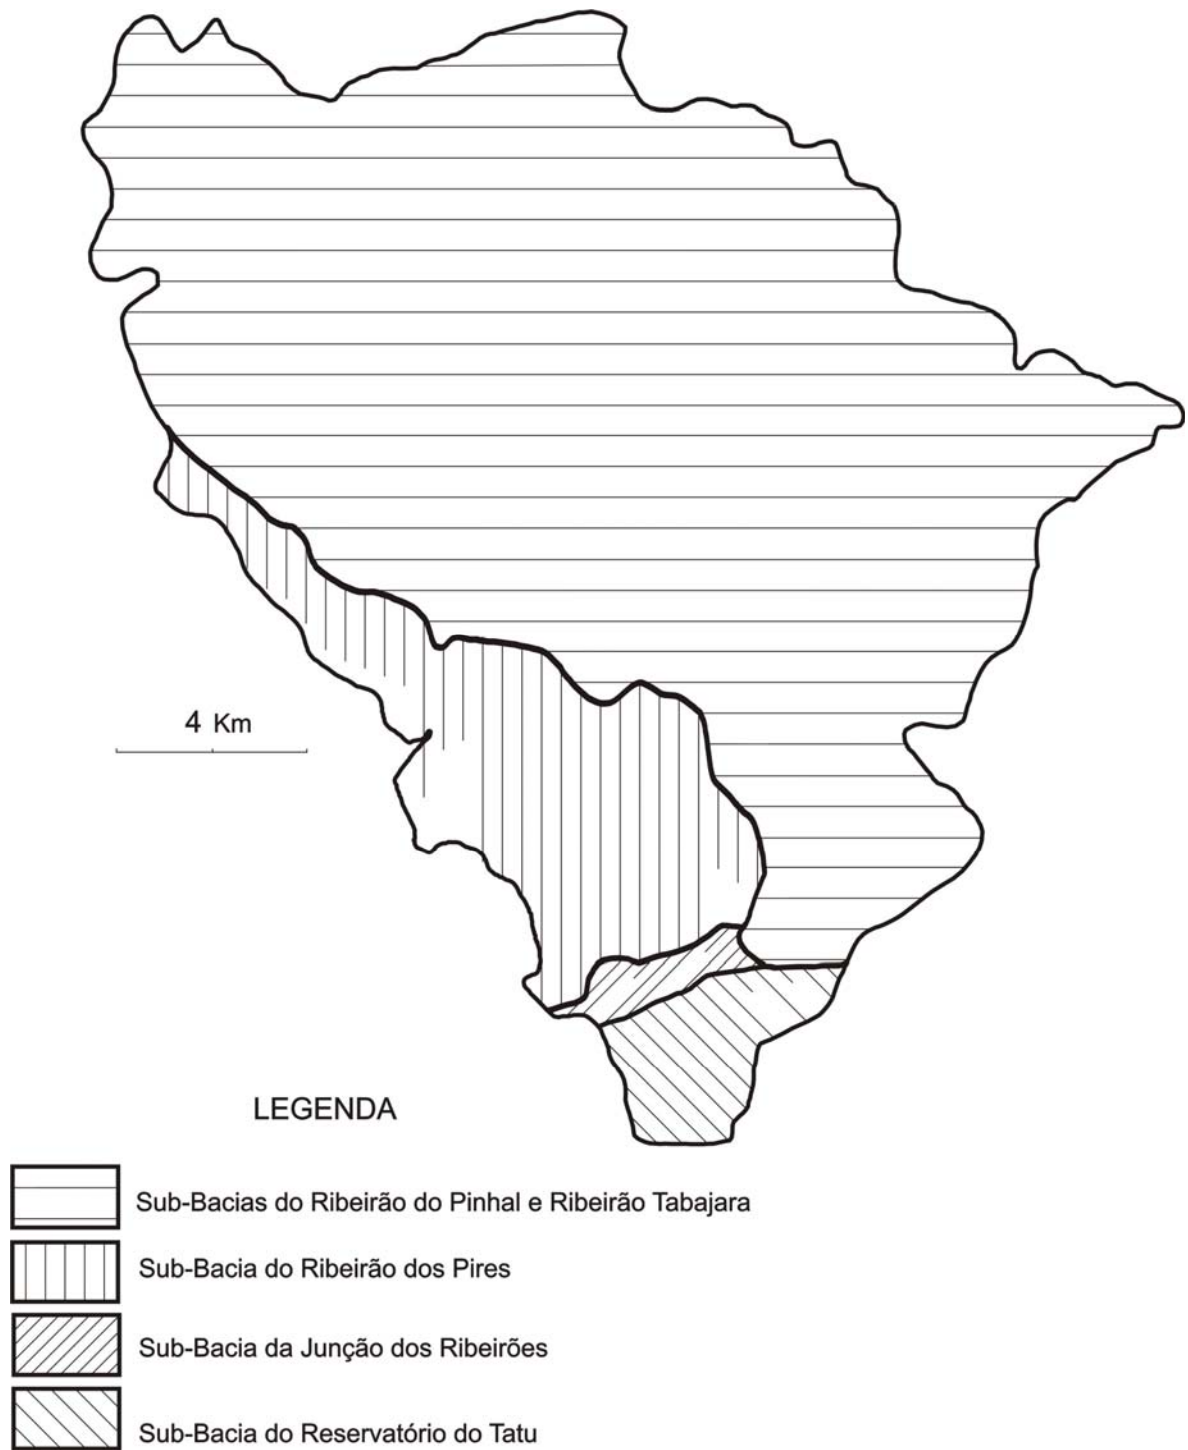 4 Km
LEGENDA
Sub-Bacias do Ribeirão do Pinhal e Ribeirão Tabajara
Sub-Bacia do Ribeirão dos Pires
Sub-Bacia da Junção dos Ribeirões
Sub-Bacia do Reservatório do Tatu